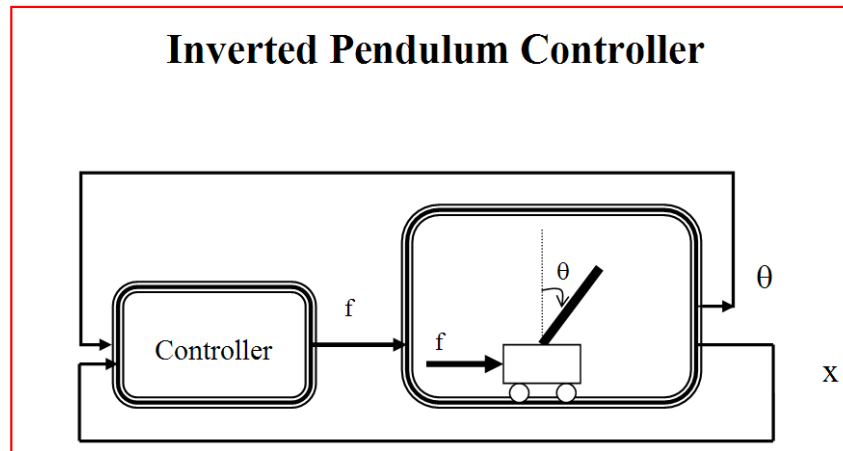 Inverted Pendulum Controller
θ
θ
f
f
Controller
x